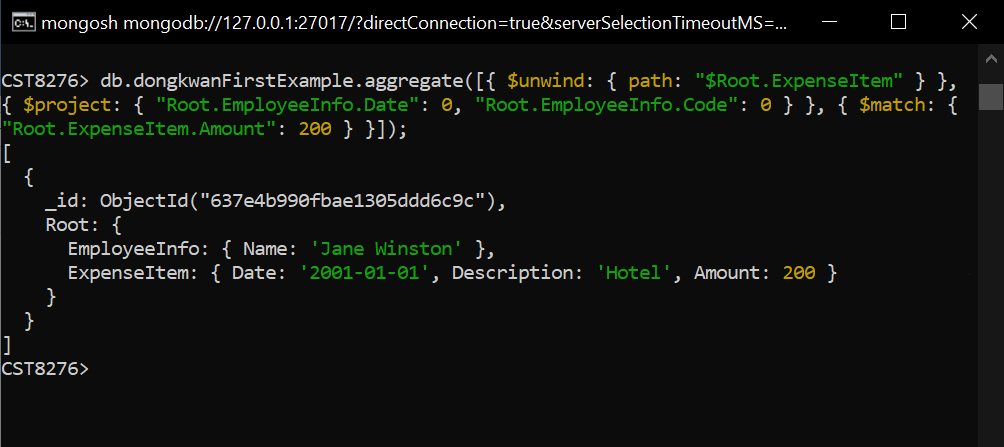 mongosh mongodb://127.0.0.1:27017/?directConnection=true&serverSelectionTimeoutMS=...
CST8276> db.dongkwanFirstExample.aggregate([{ $unwind: { path: "$Root.ExpenseItem" } },
{ $project: { "Root.EmployeeInfo.Date": 0, "Root.EmployeeInfo.Code": 0 } }, { $match: {
"Root.ExpenseItem.Amount": 200 } }]);
[
  {
    _id: ObjectId("637e4b990fbae1305ddd6c9c"),
    Root: {
      EmployeeInfo: { Name: 'Jane Winston' },
      ExpenseItem: { Date: '2001-01-01', Description: 'Hotel', Amount: 200 }
    }
  }
]
CST8276>